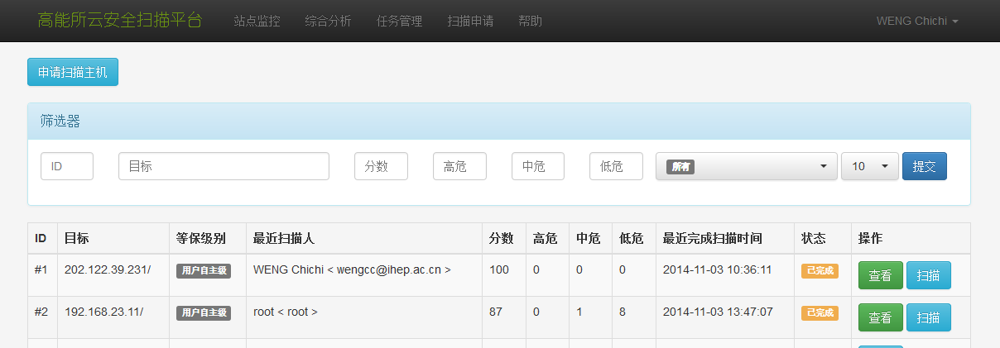 高能所云安全扫描平台 站点监控 综合分析 任务管理 扫描申请 帮助 WENG Chichi
申请扫描主机
筛选器
ID 目标 分数 高危 中危 低危 所有 10 提交
ID 目标 等保级别 最近扫描人 分数 高危 中危 低危 最近完成扫描时间 状态 操作
#1 202.122.39.231/ 用户自主级 WENG Chichi < wengcc@ihep.ac.cn > 100 0 0 0 2014-11-03 10:36:11 已完成 查看 扫描
#2 192.168.23.11/ 用户自主级 root < root > 87 0 1 8 2014-11-03 13:47:07 已完成 查看 扫描